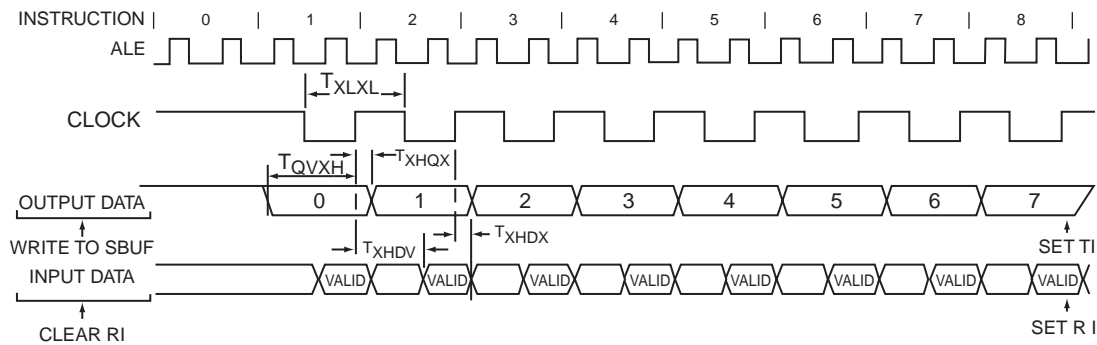 INSTRUCTION | 0 | 1 | 2 | 3 | 4 | 5 | 6 | 7 | 8 |
ALE
TXLXL
CLOCK
TQVXH TXHQX
OUTPUT DATA 0 1 2 3 4 5 6 7
WRITE TO SBUF TXHDV TXHDX SET TI
INPUT DATA VALID VALID VALID VALID VALID VALID VALID VALID
CLEAR RI SET R I